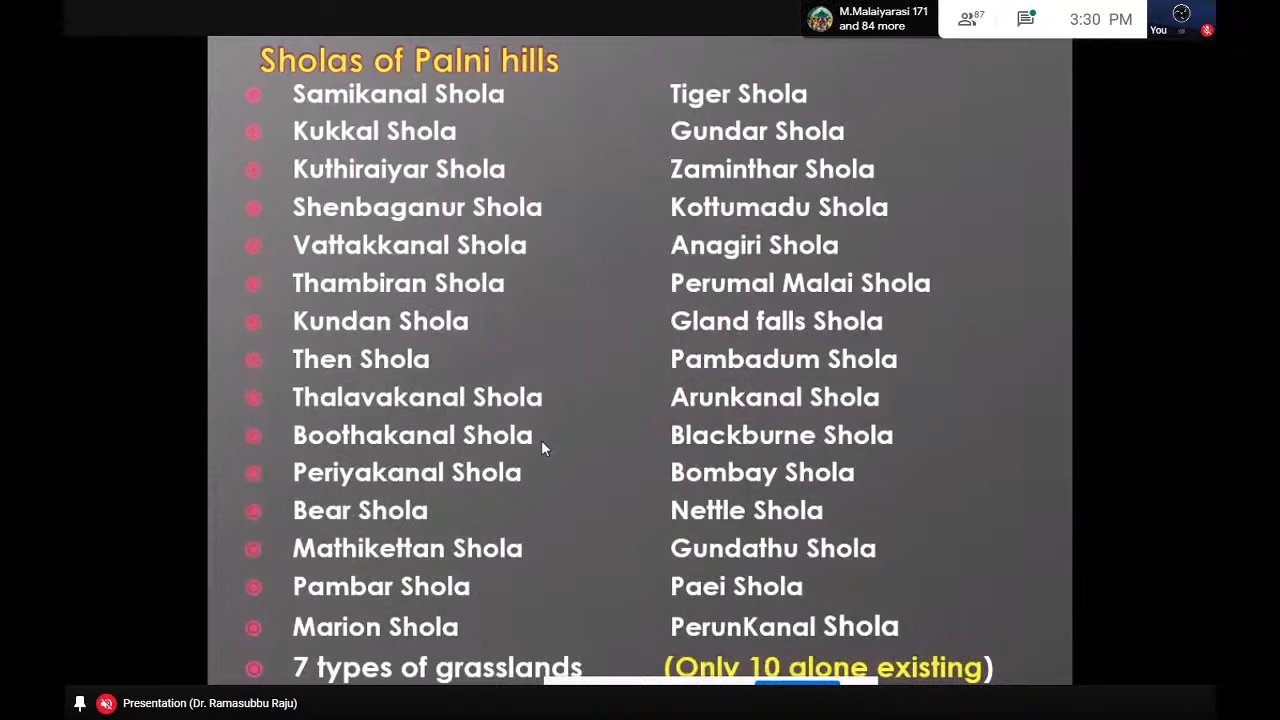 M.Malaiyarasi 171
and 84 more
87
3:30 PM
You
Sholas of Palni hills
Samikanal Shola Tiger Shola
Kukkal Shola Gundar Shola
Kuthiraiyar Shola Zaminthar Shola
Shenbaganur Shola Kottumadu Shola
Vattakkanal Shola Anagiri Shola
Thambiran Shola Perumal Malai Shola
Kundan Shola Gland falls Shola
Then Shola Pambadum Shola
Thalavakanal Shola Arunkanal Shola
Boothakanal Shola Blackburne Shola
Periyakanal Shola Bombay Shola
Bear Shola Nettle Shola
Mathikettan Shola Gundathu Shola
Pambar Shola Paei Shola
Marion Shola PerunKanal Shola
7 types of grasslands (Only 10 alone existing)
Presentation (Dr. Ramasubbu Raju)